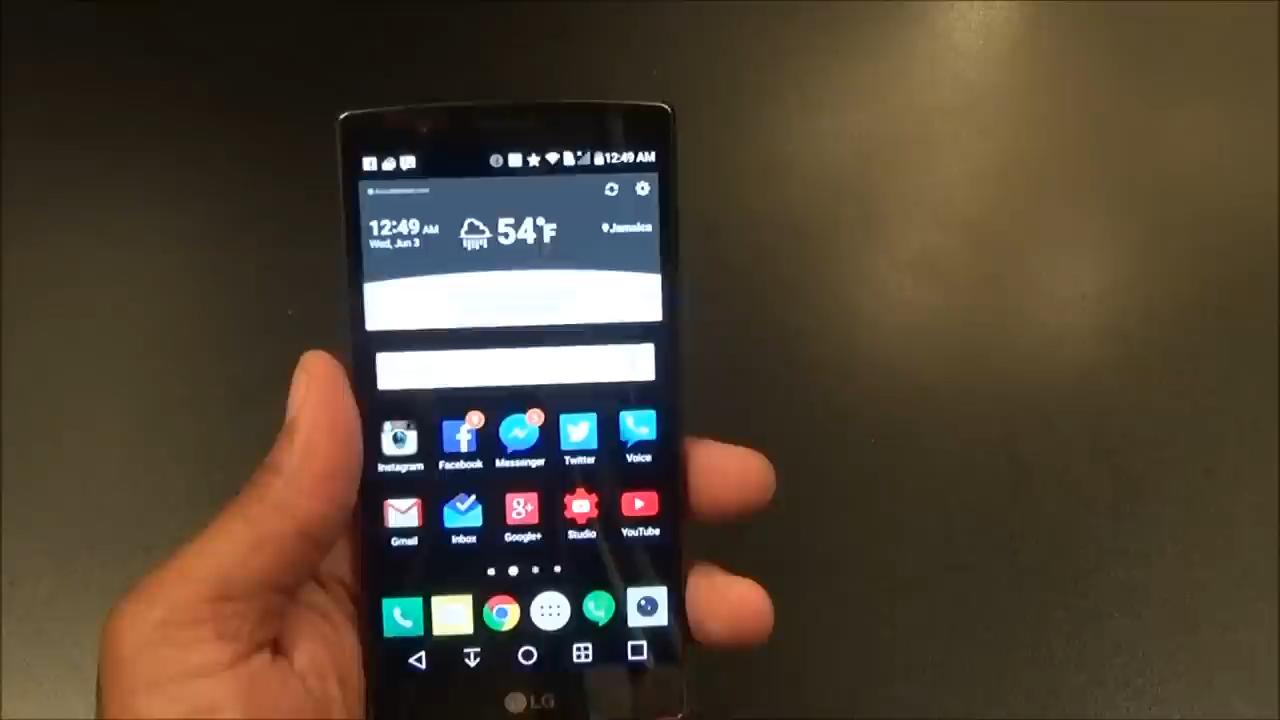 12:49 AM
12:49 AM
54°F
Jamaica
Wed, Jun 3
Instagram
Facebook
Messenger
Twitter
Voice
Gmail
Inbox
Google+
Studio
YouTube
LG